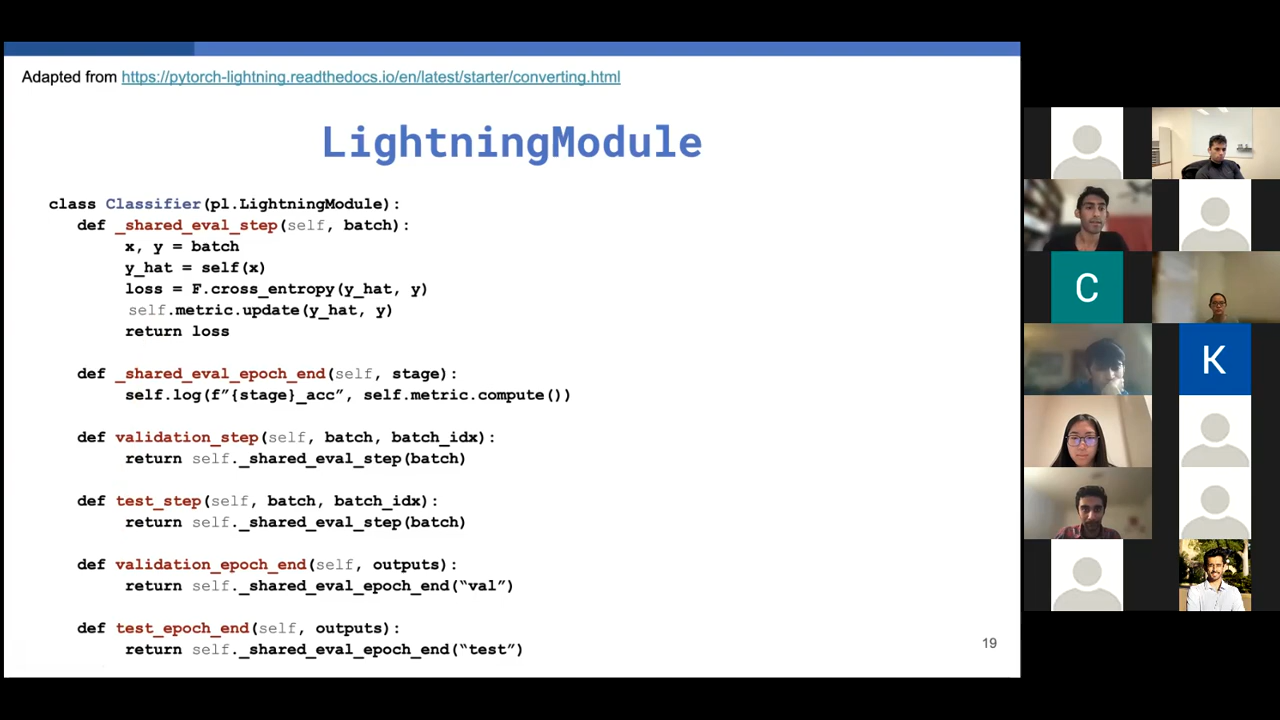 Adapted from https://pytorch-lightning.readthedocs.io/en/latest/starter/converting.html
LightningModule
class Classifier(pl.LightningModule):
def _shared_eval_step(self, batch):
x, y = batch
y_hat = self(x)
loss = F.cross_entropy(y_hat, y)
self.metric.update(y_hat, y)
return loss
def _shared_eval_epoch_end(self, stage):
self.log(f”{stage}_acc”, self.metric.compute())
def validation_step(self, batch, batch_idx):
return self._shared_eval_step(batch)
def test_step(self, batch, batch_idx):
return self._shared_eval_step(batch)
def validation_epoch_end(self, outputs):
return self._shared_eval_epoch_end(“val”)
def test_epoch_end(self, outputs):
return self._shared_eval_epoch_end(“test”)
19
C
K